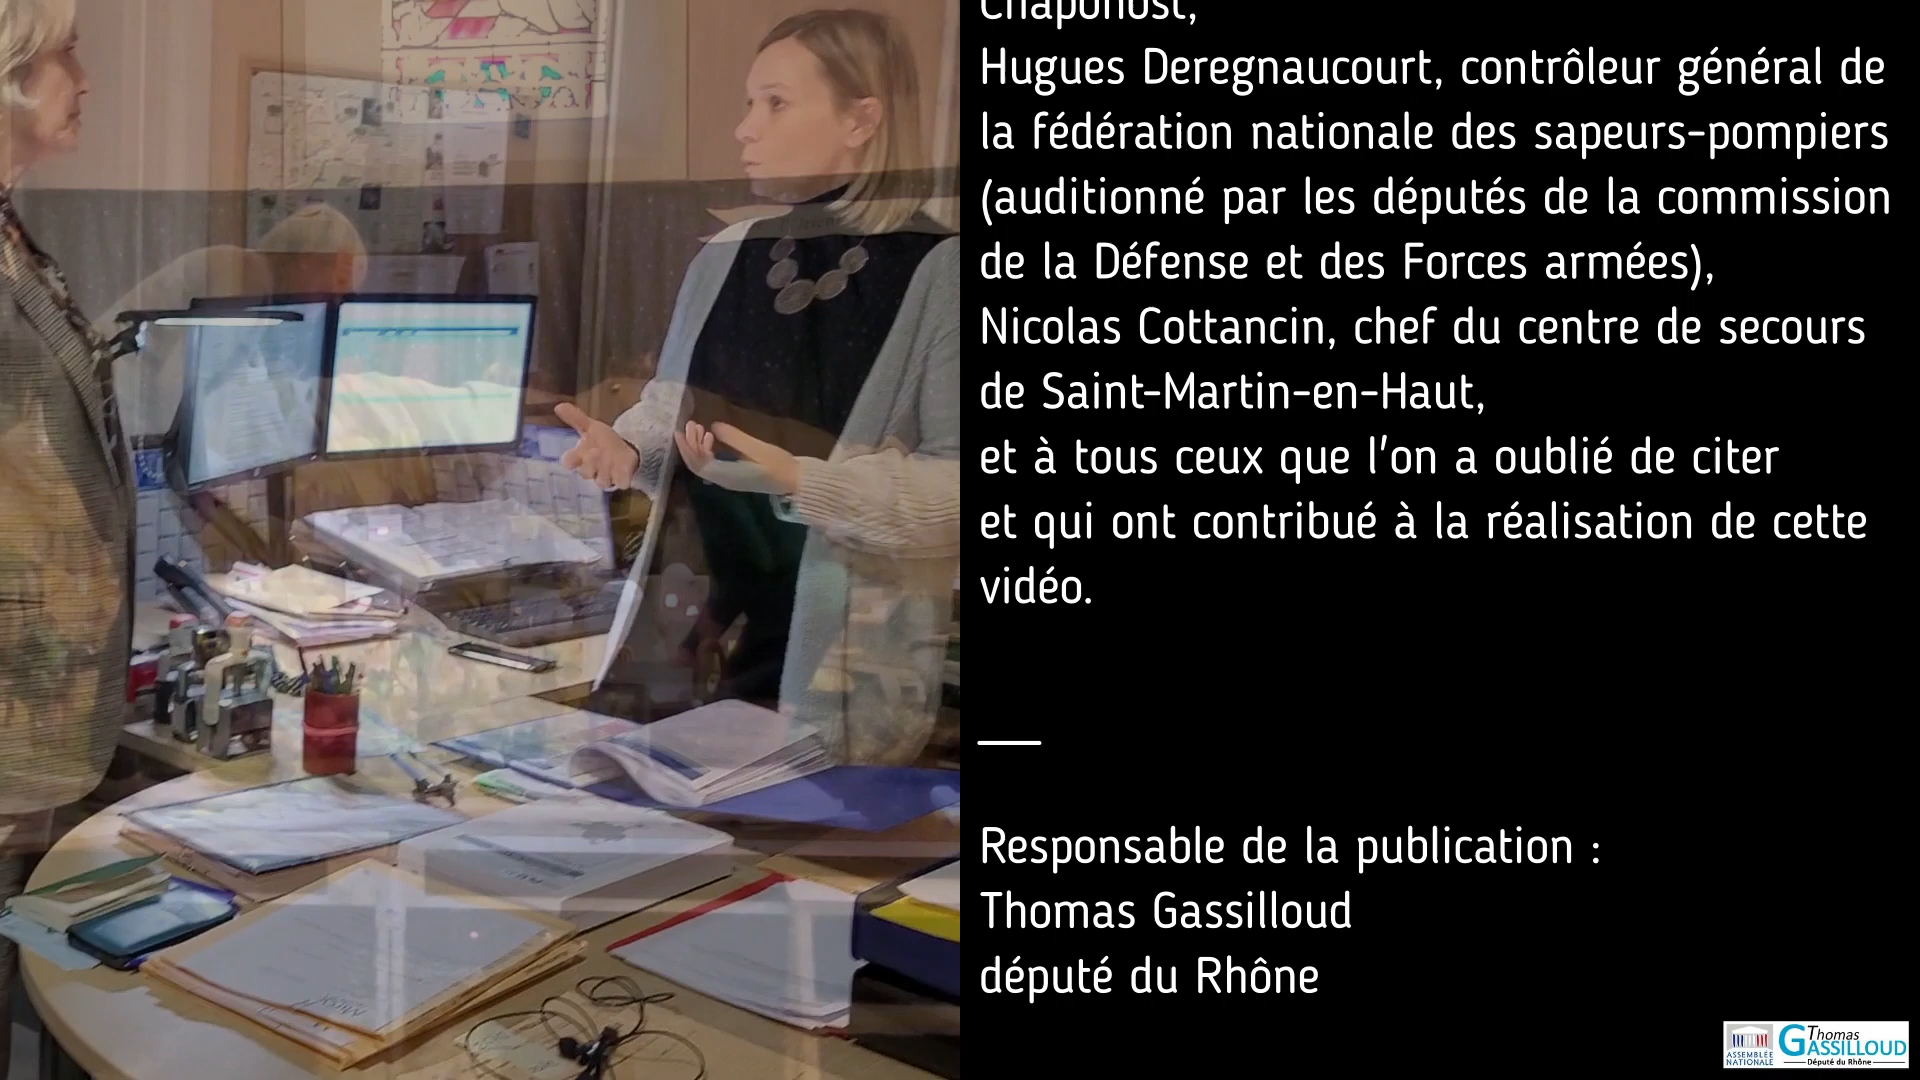 Chaponost,
Hugues Deregnaucourt, contrôleur général de
la fédération nationale des sapeurs-pompiers
(auditionné par les députés de la commission
de la Défense et des Forces armées),
Nicolas Cottancin, chef du centre de secours
de Saint-Martin-en-Haut,
et à tous ceux que l'on a oublié de citer
et qui ont contribué à la réalisation de cette
vidéo.
Responsable de la publication :
Thomas Gassilloud
député du Rhône
ASSEMBLÉE
NATIONALE
Thomas
GASSILLOUD
Député du Rhône